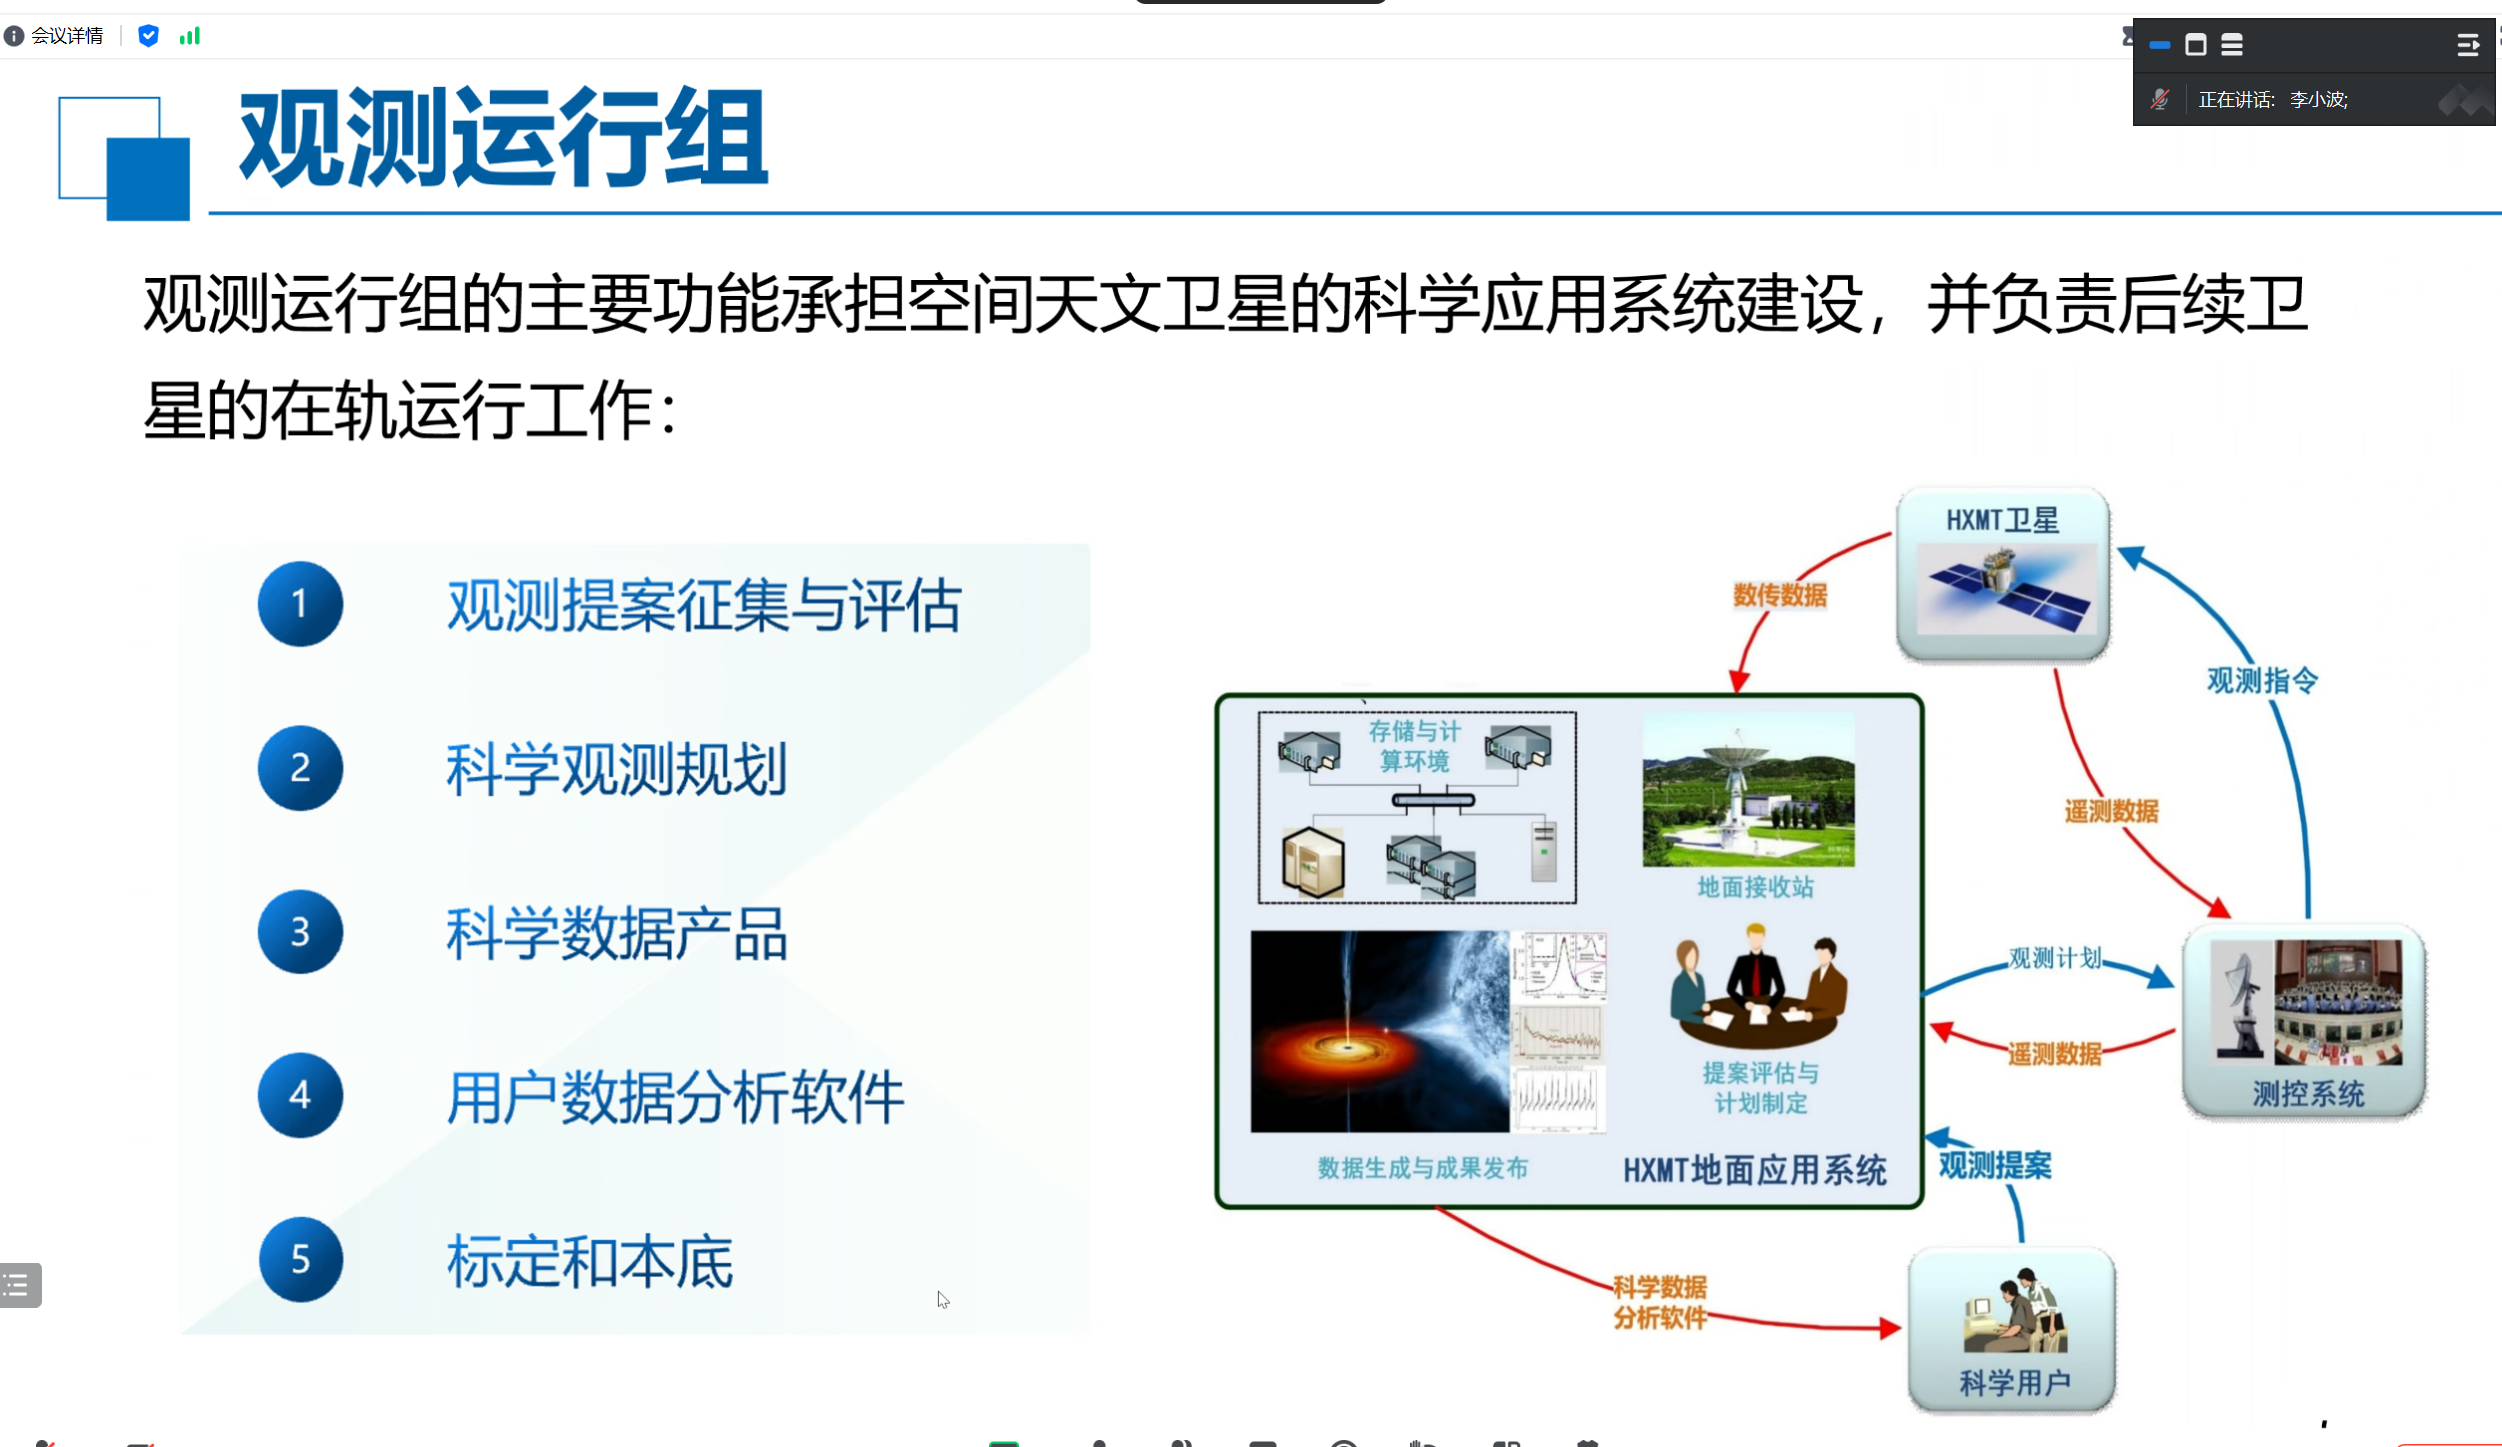 会议详情
正在讲话: 李小波;
观测运行组
观测运行组的主要功能承担空间天文卫星的科学应用系统建设，并负责后续卫
星的在轨运行工作：
1 观测提案征集与评估
2 科学观测规划
3 科学数据产品
4 用户数据分析软件
5 标定和本底
HXMT卫星
数传数据
观测指令
遥测数据
存储与计
算环境
地面接收站
观测计划
遥测数据
测控系统
提案评估与
计划制定
数据生成与成果发布
HXMT地面应用系统
观测提案
科学数据
分析软件
科学用户